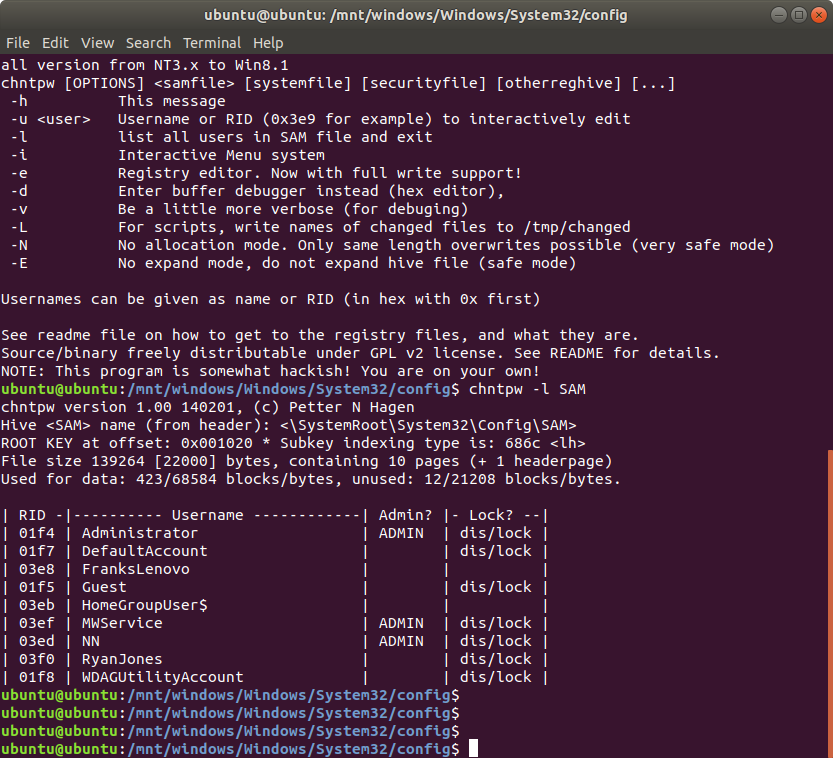 ubuntu@ubuntu: /mnt/windows/Windows/System32/config
File Edit View Search Terminal Help
all version from NT3.x to Win8.1
chntpw [OPTIONS] <samfile> [systemfile] [securityfile] [otherreghive] [...]
 -h          This message
 -u <user>   Username or RID (0x3e9 for example) to interactively edit
 -l          list all users in SAM file and exit
 -i          Interactive Menu system
 -e          Registry editor. Now with full write support!
 -d          Enter buffer debugger instead (hex editor),
 -v          Be a little more verbose (for debuging)
 -L          For scripts, write names of changed files to /tmp/changed
 -N          No allocation mode. Only same length overwrites possible (very safe mode)
 -E          No expand mode, do not expand hive file (safe mode)

Usernames can be given as name or RID (in hex with 0x first)

See readme file on how to get to the registry files, and what they are.
Source/binary freely distributable under GPL v2 license. See README for details.
NOTE: This program is somewhat hackish! You are on your own!
ubuntu@ubuntu:/mnt/windows/Windows/System32/config$ chntpw -l SAM
chntpw version 1.00 140201, (c) Petter N Hagen
Hive <SAM> name (from header): <\SystemRoot\System32\Config\SAM>
ROOT KEY at offset: 0x001020 * Subkey indexing type is: 686c <lh>
File size 139264 [22000] bytes, containing 10 pages (+ 1 headerpage)
Used for data: 423/68584 blocks/bytes, unused: 12/21208 blocks/bytes.

| RID -|---------- Username ------------| Admin? |- Lock? --|
| 01f4 | Administrator                  | ADMIN  | dis/lock |
| 01f7 | DefaultAccount                 |        | dis/lock |
| 03e8 | FranksLenovo                   |        |          |
| 01f5 | Guest                          |        | dis/lock |
| 03eb | HomeGroupUser$                 |        |          |
| 03ef | MWService                      | ADMIN  | dis/lock |
| 03ed | NN                             | ADMIN  | dis/lock |
| 03f0 | RyanJones                      |        | dis/lock |
| 01f8 | WDAGUtilityAccount             |        | dis/lock |
ubuntu@ubuntu:/mnt/windows/Windows/System32/config$
ubuntu@ubuntu:/mnt/windows/Windows/System32/config$
ubuntu@ubuntu:/mnt/windows/Windows/System32/config$
ubuntu@ubuntu:/mnt/windows/Windows/System32/config$